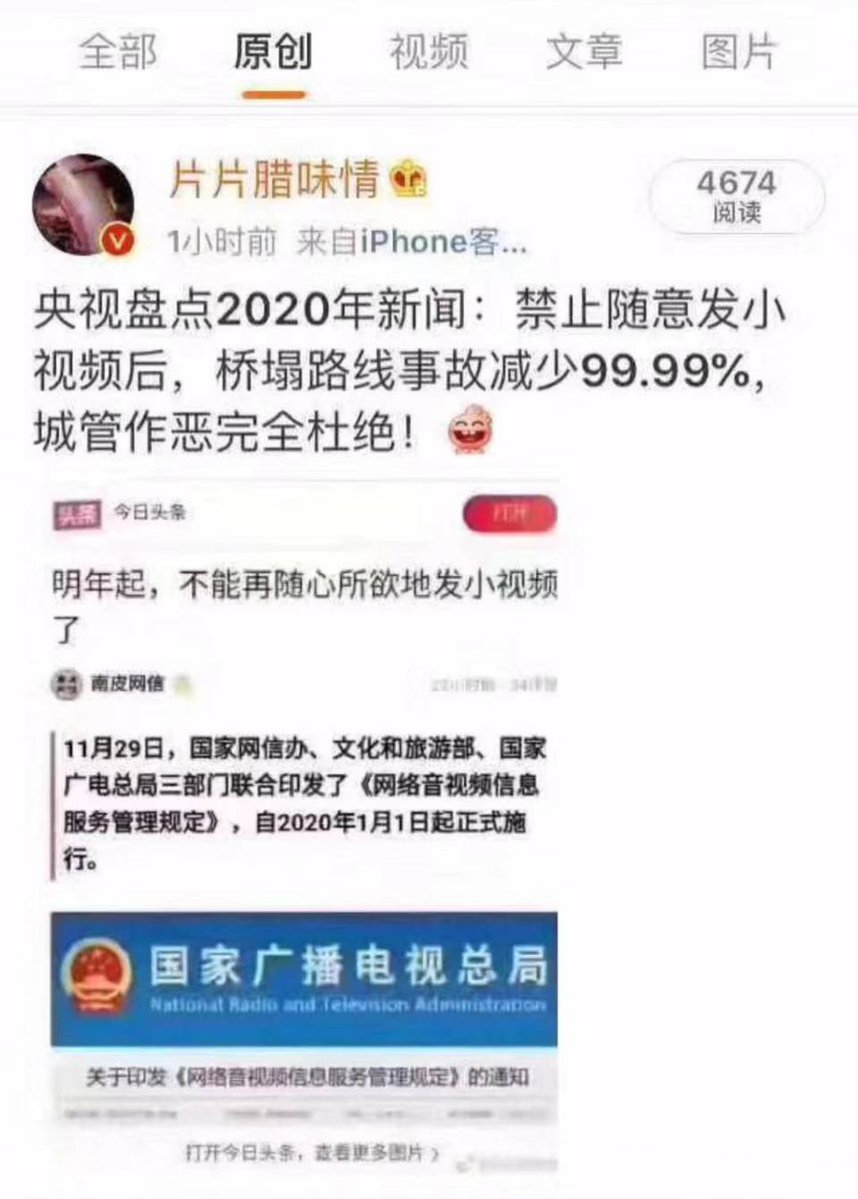 全部 原创 视频 文章 图片
片片腊味情
4674
阅读
1小时前 来自iPhone客...
央视盘点2020年新闻：禁止随意发小
视频后，桥塌路线事故减少99.99%，
城管作恶完全杜绝！
头条 今日头条 打开
明年起，不能再随心所欲地发小视频
了
南皮网信
11月29日，国家网信办、文化和旅游部、国家
广电总局三部门联合印发了《网络音视频信息
服务管理规定》，自2020年1月1日起正式施
行。
国家广播电视总局
National Radio and Television Administration
关于印发《网络音视频信息服务管理规定》的通知
打开今日头条，查看更多图片 >